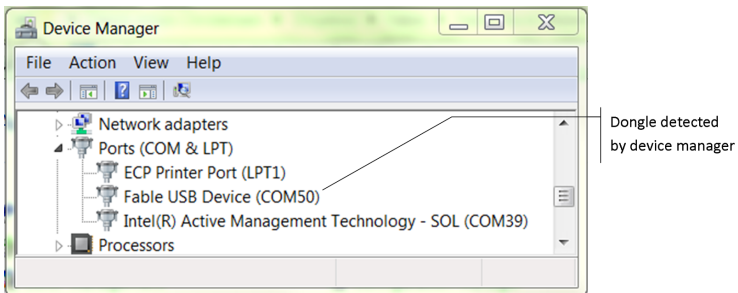 Device Manager
File Action View Help
Network adapters
Ports (COM & LPT)
ECP Printer Port (LPT1)
Fable USB Device (COM50)
Intel(R) Active Management Technology - SOL (COM39)
Processors
Dongle detected
by device manager